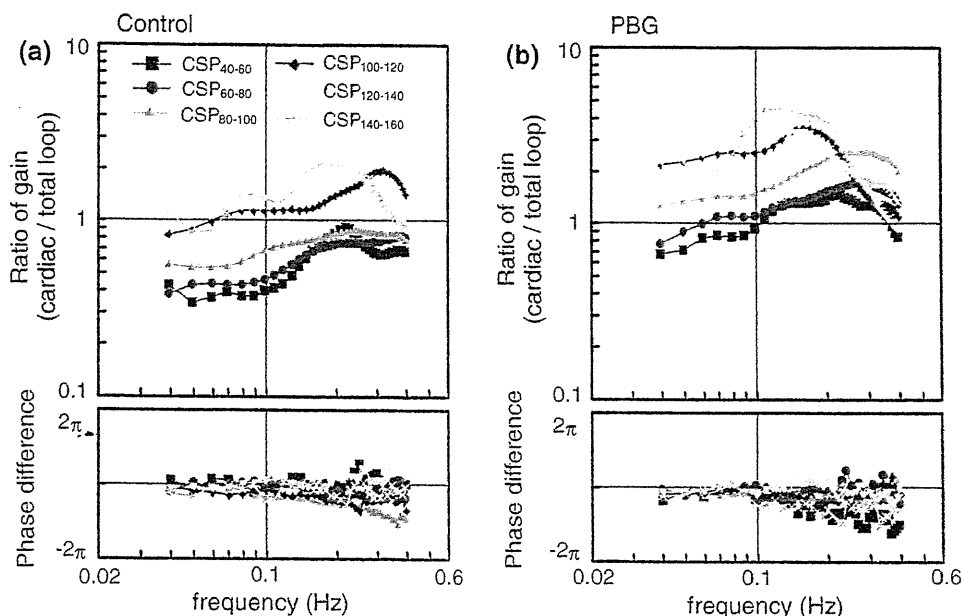 Control
PBG
(a)
(b)
CSP40-60
CSP60-80
CSP80-100
CSP100-120
CSP120-140
CSP140-160
Ratio of gain
(cardiac / total loop)
10
1
0.1
Phase difference
2π
-2π
0.02
0.1
0.6
frequency (Hz)
Ratio of gain
(cardiac / total loop)
10
1
0.1
Phase difference
2π
-2π
0.02
0.1
0.6
frequency (Hz)